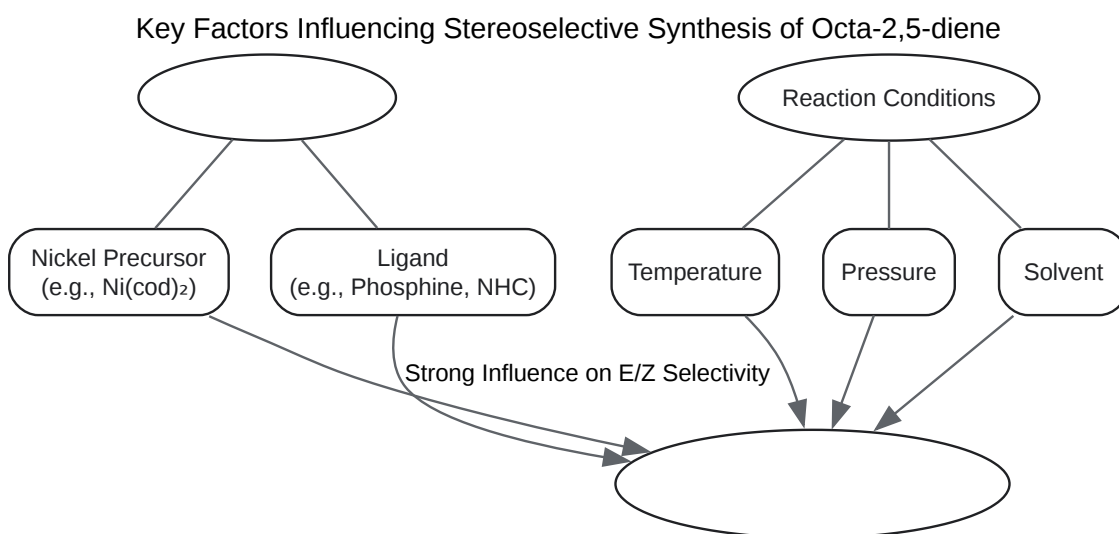 Key Factors Influencing Stereoselective Synthesis of Octa-2,5-diene
Reaction Conditions
Nickel Precursor
(e.g., Ni(cod)₂)
Ligand
(e.g., Phosphine, NHC)
Temperature
Pressure
Solvent
Strong Influence on E/Z Selectivity